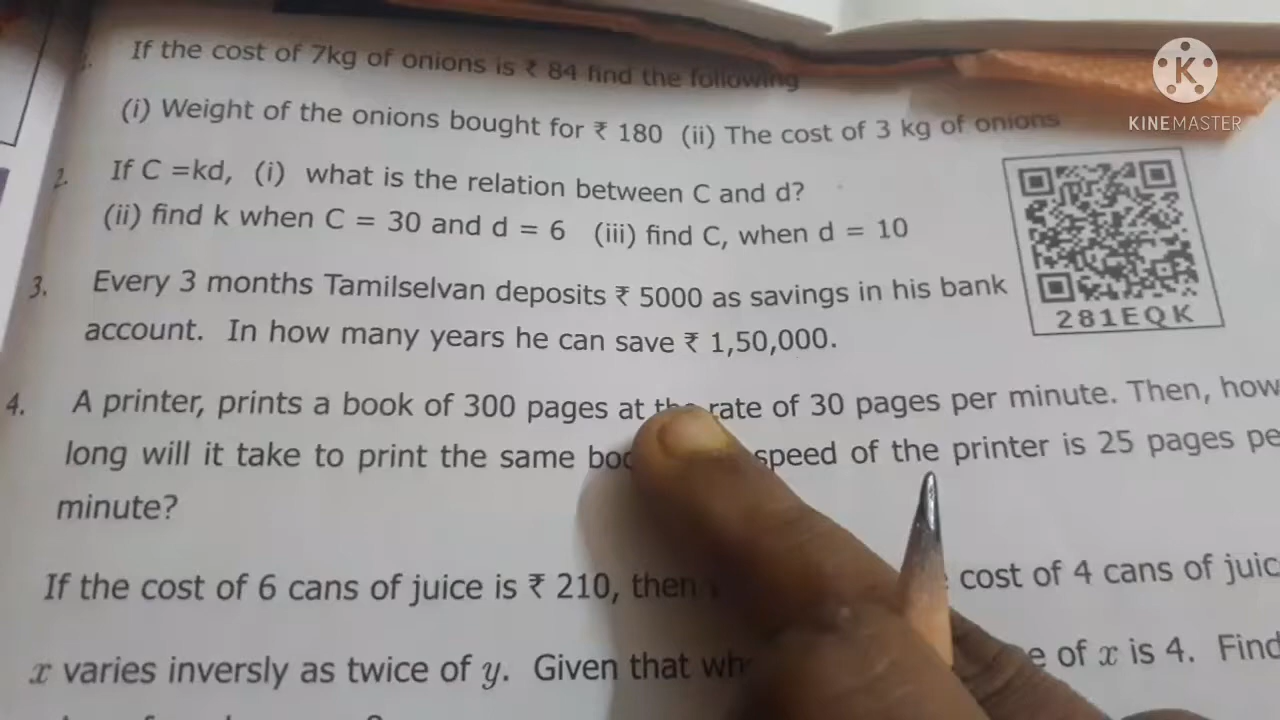 If the cost of 7kg of onions is ₹ 84 find the following
(i) Weight of the onions bought for ₹ 180 (ii) The cost of 3 kg of onions
KINEMASTER
2. If C =kd, (i) what is the relation between C and d?
(ii) find k when C = 30 and d = 6 (iii) find C, when d = 10
281EQK
3. Every 3 months Tamilselvan deposits ₹ 5000 as savings in his bank
account. In how many years he can save ₹ 1,50,000.
4. A printer, prints a book of 300 pages at the rate of 30 pages per minute. Then, how
long will it take to print the same speed of the printer is 25 pages
minute?
If the cost of 6 cans of juice is ₹ 210, then cost of 4 cans of
x varies inversly as twice of y. Given that of x is 4. Find